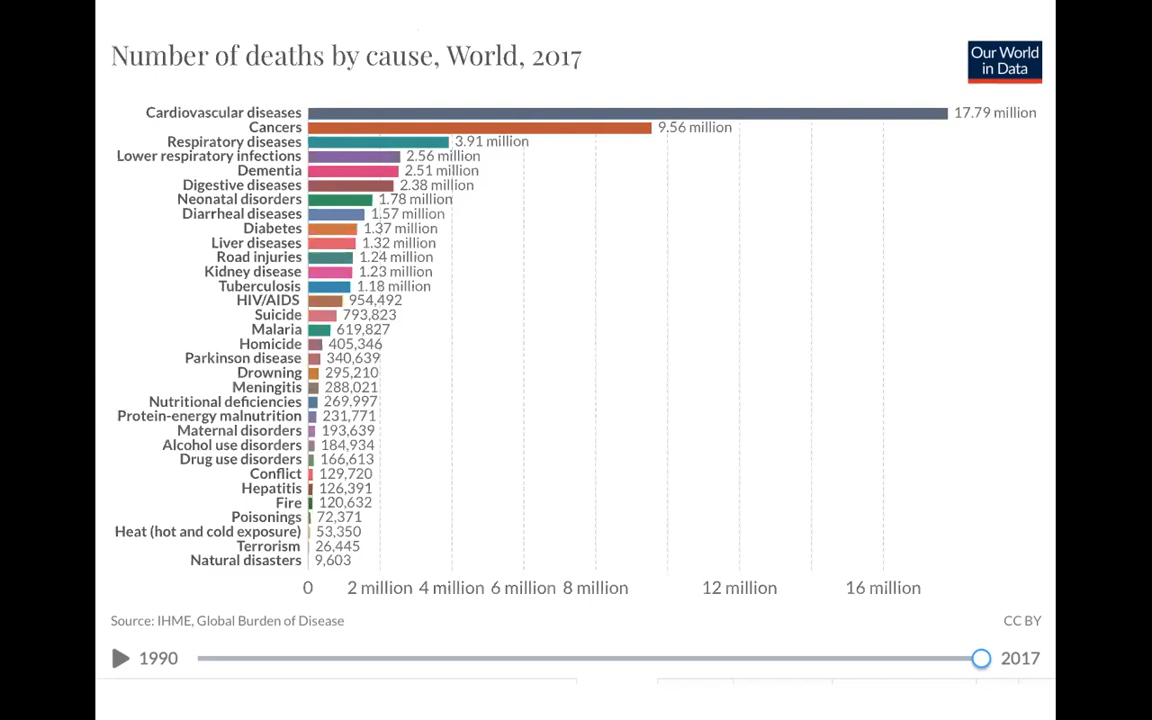 Number of deaths by cause, World, 2017
Our World
in Data
Cardiovascular diseases 17.79 million
Cancers 9.56 million
Respiratory diseases 3.91 million
Lower respiratory infections 2.56 million
Dementia 2.51 million
Digestive diseases 2.38 million
Neonatal disorders 1.78 million
Diarrheal diseases 1.57 million
Diabetes 1.37 million
Liver diseases 1.32 million
Road injuries 1.24 million
Kidney disease 1.23 million
Tuberculosis 1.18 million
HIV/AIDS 954,492
Suicide 793,823
Malaria 619,827
Homicide 405,346
Parkinson disease 340,639
Drowning 295,210
Meningitis 288,021
Nutritional deficiencies 269,997
Protein-energy malnutrition 231,771
Maternal disorders 193,639
Alcohol use disorders 184,934
Drug use disorders 166,613
Conflict 129,720
Hepatitis 126,391
Fire 120,632
Poisonings 72,371
Heat (hot and cold exposure) 53,350
Terrorism 26,445
Natural disasters 9,603
0 2 million 4 million 6 million 8 million 12 million 16 million
Source: IHME, Global Burden of Disease CC BY
1990 2017